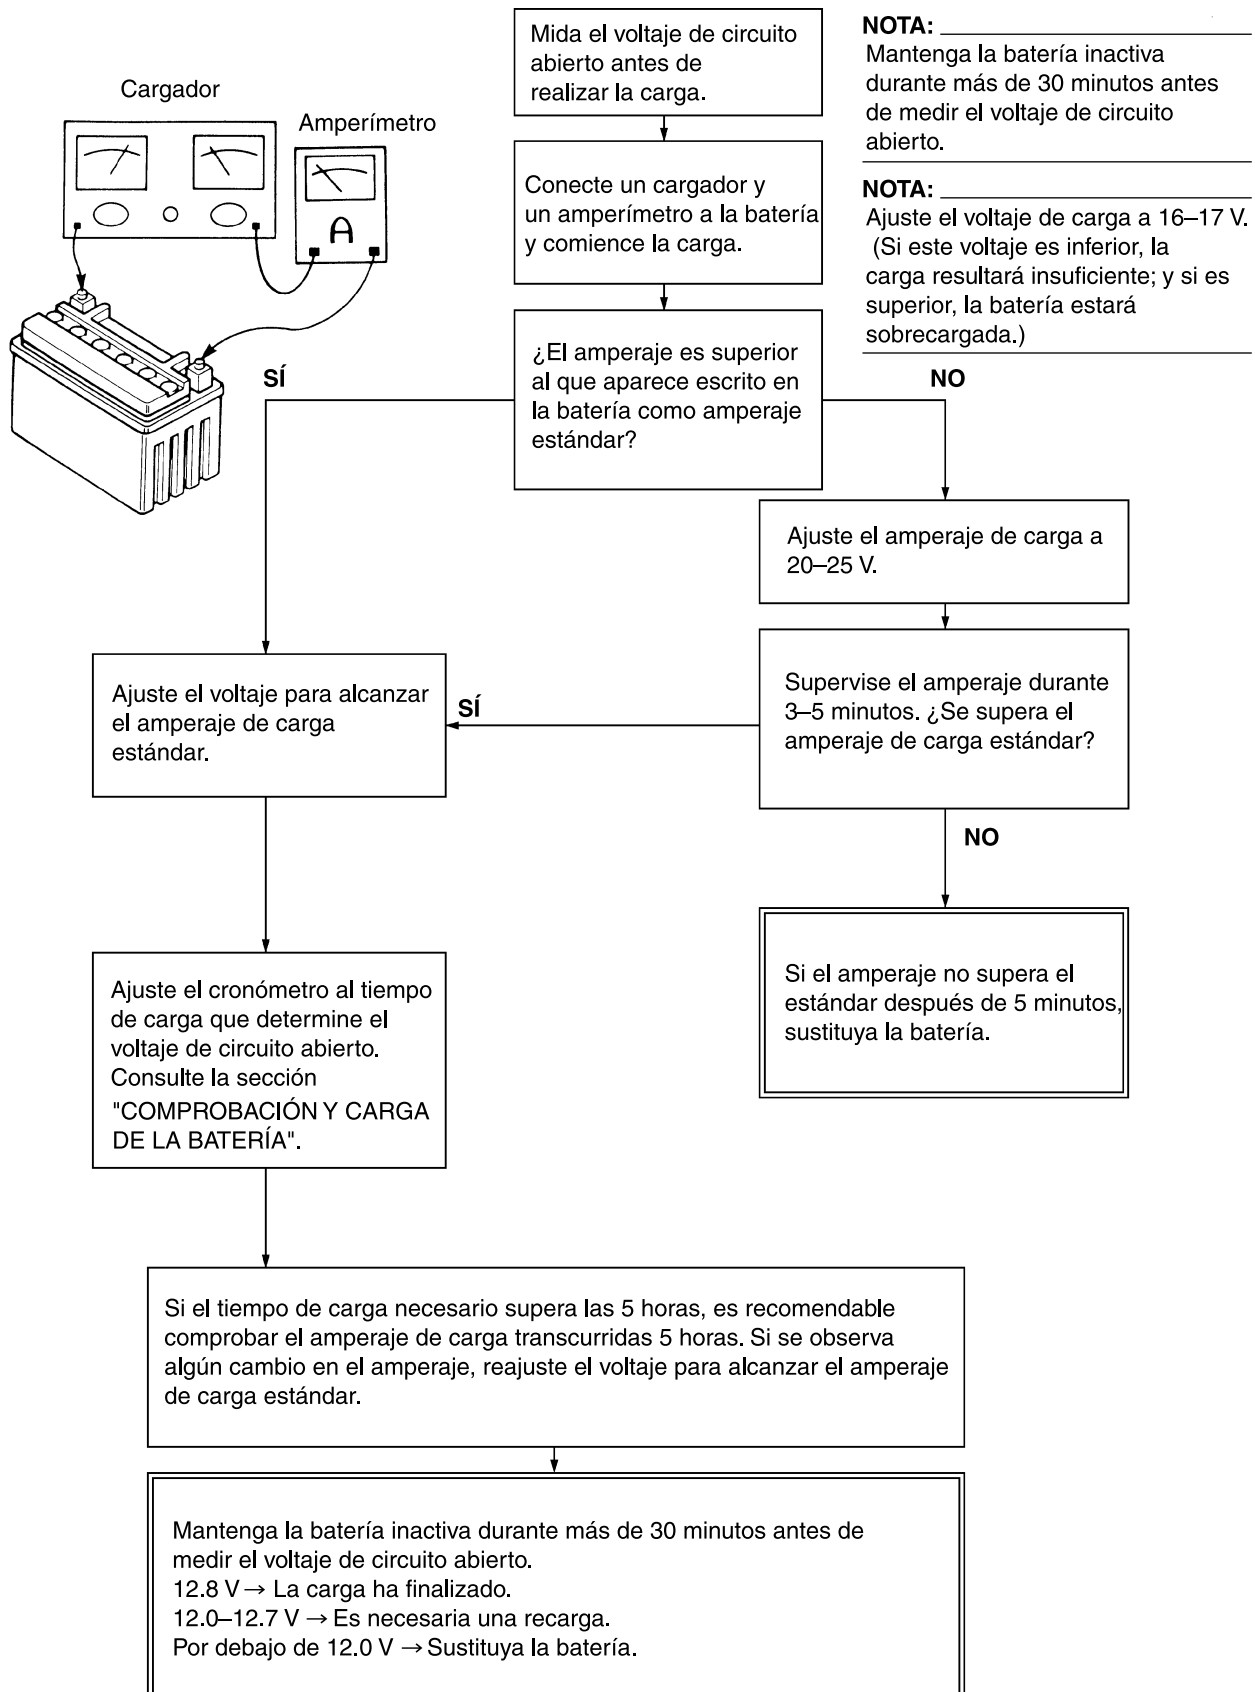 Mida el voltaje de circuito
abierto antes de
realizar la carga.
NOTA:
Mantenga la batería inactiva
durante más de 30 minutos antes
de medir el voltaje de circuito
abierto.
Cargador
Amperímetro
A
Conecte un cargador y
un amperímetro a la batería
y comience la carga.
NOTA:
Ajuste el voltaje de carga a 16–17 V.
(Si este voltaje es inferior, la
carga resultará insuficiente; y si es
superior, la batería estará
sobrecargada.)
¿El amperaje es superior
al que aparece escrito en
la batería como amperaje
estándar?
SÍ
NO
Ajuste el amperaje de carga a
20–25 V.
Supervise el amperaje durante
3–5 minutos. ¿Se supera el
amperaje de carga estándar?
SÍ
Ajuste el voltaje para alcanzar
el amperaje de carga
estándar.
NO
Si el amperaje no supera el
estándar después de 5 minutos,
sustituya la batería.
Ajuste el cronómetro al tiempo
de carga que determine el
voltaje de circuito abierto.
Consulte la sección
"COMPROBACIÓN Y CARGA
DE LA BATERÍA".
Si el tiempo de carga necesario supera las 5 horas, es recomendable
comprobar el amperaje de carga transcurridas 5 horas. Si se observa
algún cambio en el amperaje, reajuste el voltaje para alcanzar el amperaje
de carga estándar.
Mantenga la batería inactiva durante más de 30 minutos antes de
medir el voltaje de circuito abierto.
12.8 V → La carga ha finalizado.
12.0–12.7 V → Es necesaria una recarga.
Por debajo de 12.0 V → Sustituya la batería.